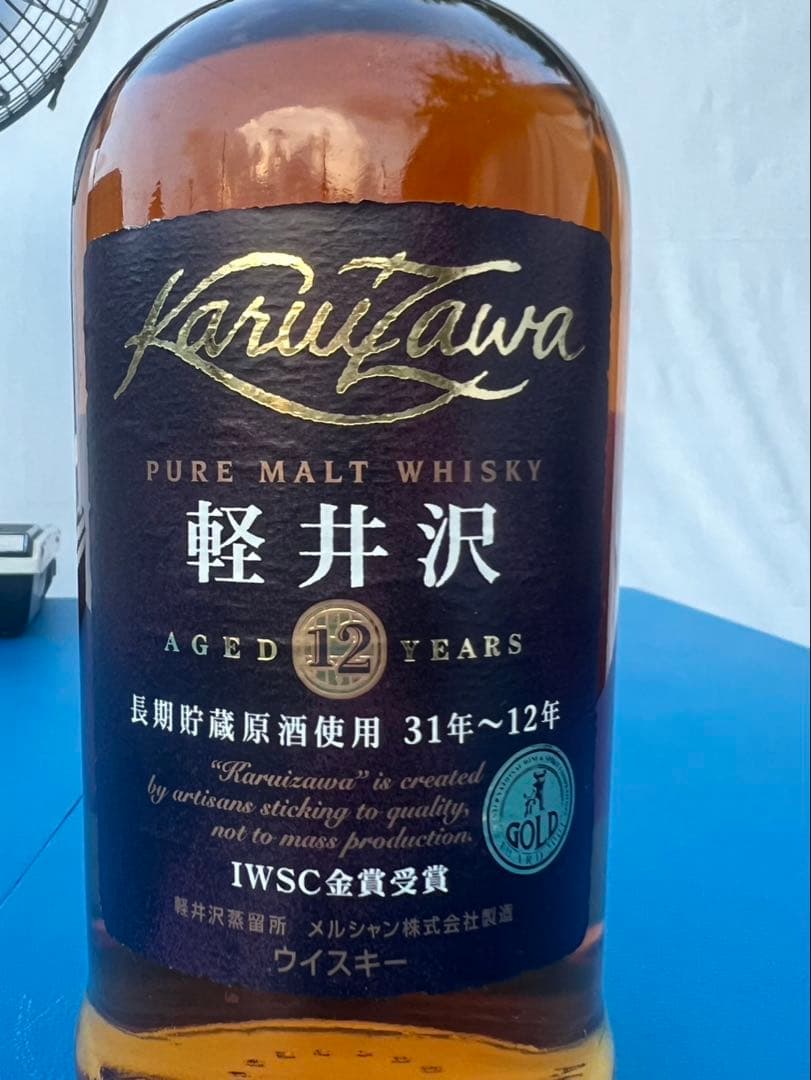 KaruiZawa
PURE MALT WHISKY
軽井沢
AGED 12 YEARS
長期貯蔵原酒使用 31年〜12年
"Karuizawa" is created
by artisans sticking to quality,
not to mass production.
GOLD
IWSC金賞受賞
軽井沢蒸留所 メルシャン株式会社製造
ウイスキー